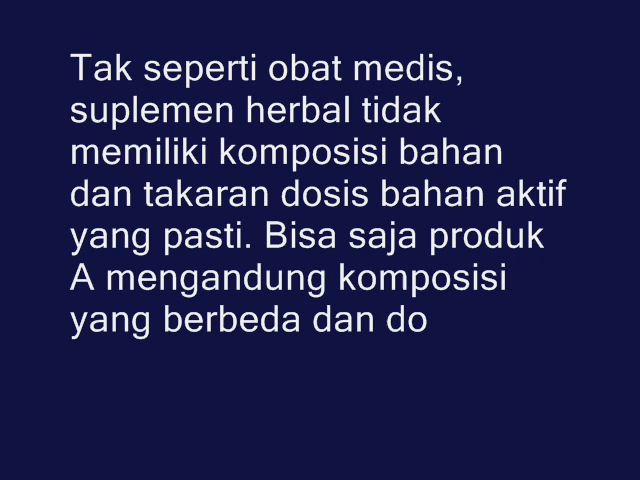 Tak seperti obat medis,
suplemen herbal tidak
memiliki komposisi bahan
dan takaran dosis bahan aktif
yang pasti. Bisa saja produk
A mengandung komposisi
yang berbeda dan do